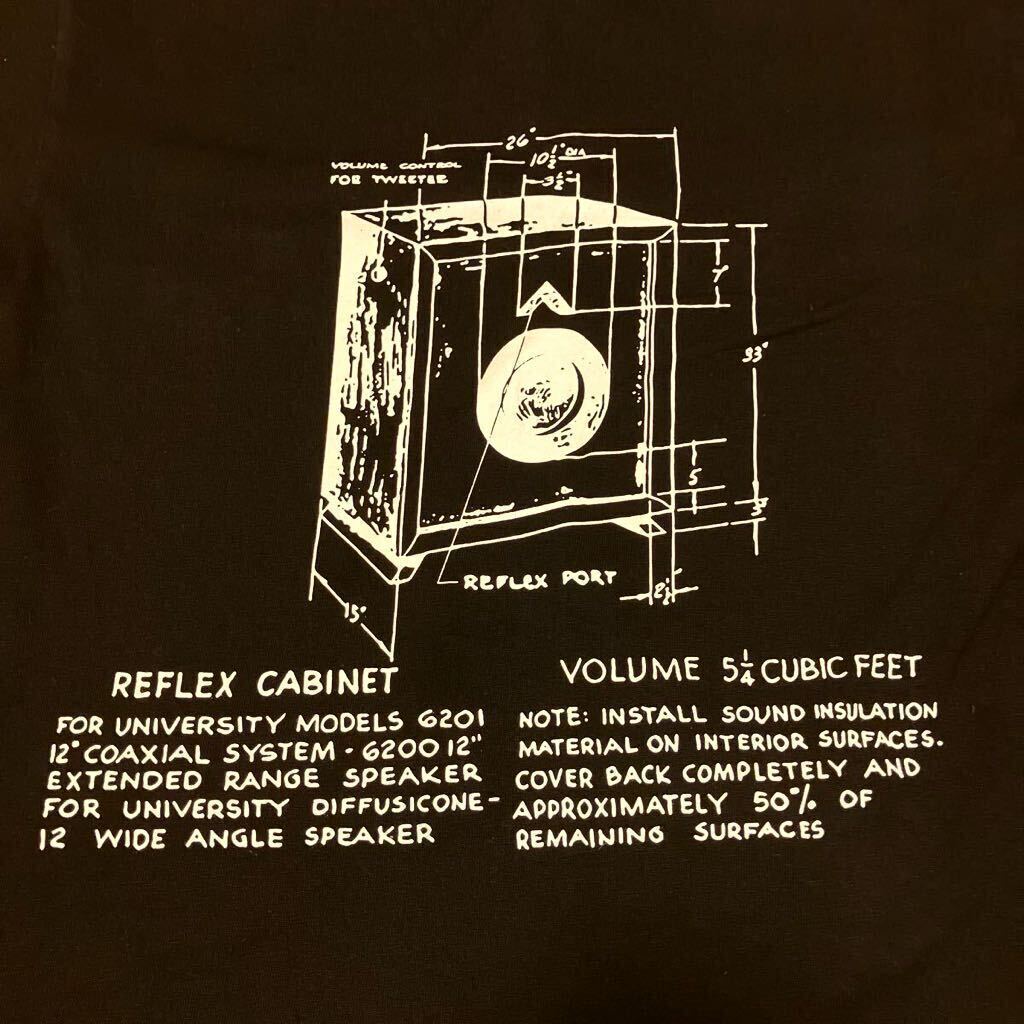 26"
10½" DIA
3½"
VOLUME CONTROL
FOR TWEETER
7"
33"
5
3"
REFLEX PORT
2½"
15"
REFLEX CABINET
FOR UNIVERSITY MODELS 6201
12" COAXIAL SYSTEM - 6200 12"
EXTENDED RANGE SPEAKER
FOR UNIVERSITY DIFFUSICONE-
12 WIDE ANGLE SPEAKER
VOLUME 5¼ CUBIC FEET
NOTE: INSTALL SOUND INSULATION
MATERIAL ON INTERIOR SURFACES.
COVER BACK COMPLETELY AND
APPROXIMATELY 50% OF
REMAINING SURFACES